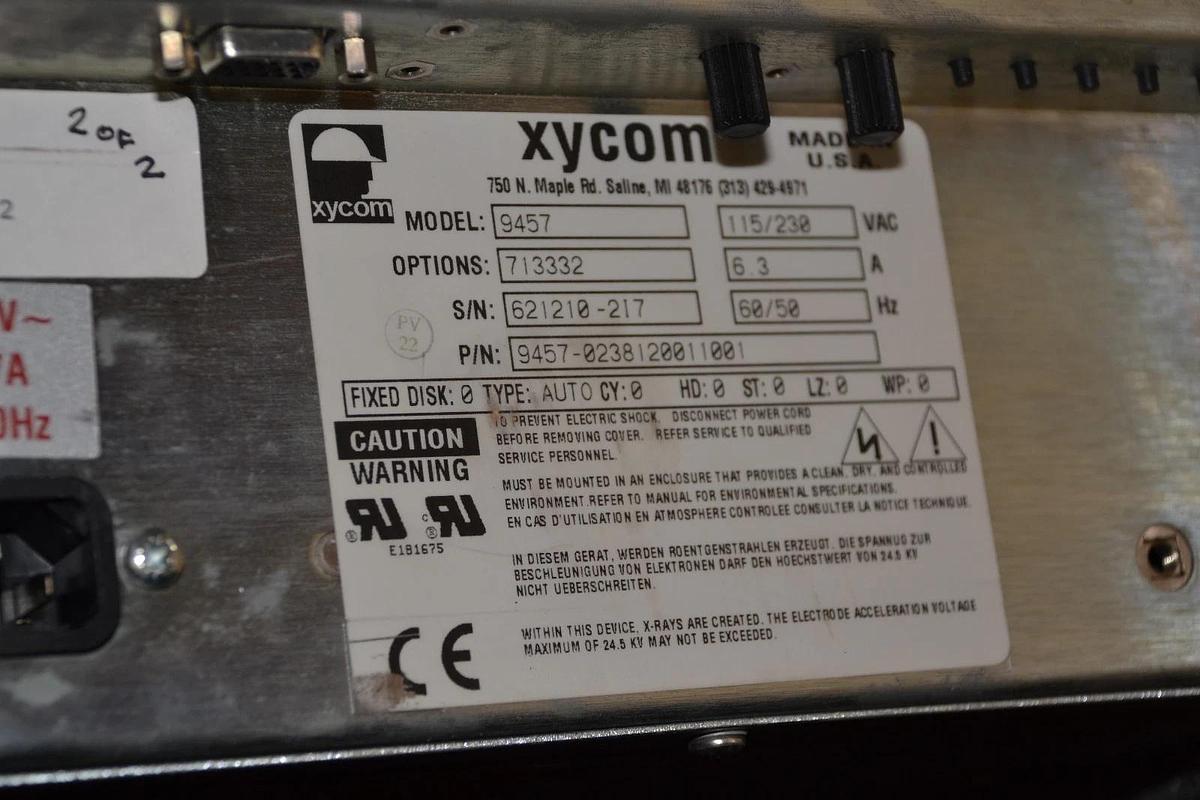 2 OF 2
2
V~
VA
0Hz
xycom
xycom
MADE IN
U.S.A.
750 N. Maple Rd. Saline, MI 48176 (313) 429-4971
MODEL: 9457 115/230 VAC
OPTIONS: 713332 6.3 A
S/N: 621210-217 60/50 Hz
PV
22
P/N: 9457-0238120011001
FIXED DISK: 0 TYPE: AUTO CY: 0 HD: 0 ST: 0 LZ: 0 WP: 0
CAUTION
WARNING
TO PREVENT ELECTRIC SHOCK, DISCONNECT POWER CORD
BEFORE REMOVING COVER. REFER SERVICE TO QUALIFIED
SERVICE PERSONNEL.
MUST BE MOUNTED IN AN ENCLOSURE THAT PROVIDES A CLEAN, DRY, AND CONTROLLED
ENVIRONMENT. REFER TO MANUAL FOR ENVIRONMENTAL SPECIFICATIONS.
EN CAS D'UTILISATION EN ATMOSPHERE CONTROLEE CONSULTER LA NOTICE TECHNIQUE.
E181675
IN DIESEM GERAT, WERDEN ROENTGENSTRAHLEN ERZEUGT. DIE SPANNUG ZUR
BESCHLEUNIGUNG VON ELEKTRONEN DARF DEN HOECHSTWERT VON 24.5 KV
NICHT UEBERSCHREITEN.
WITHIN THIS DEVICE, X-RAYS ARE CREATED. THE ELECTRODE ACCELERATION VOLTAGE
MAXIMUM OF 24.5 KV MAY NOT BE EXCEEDED.
CE